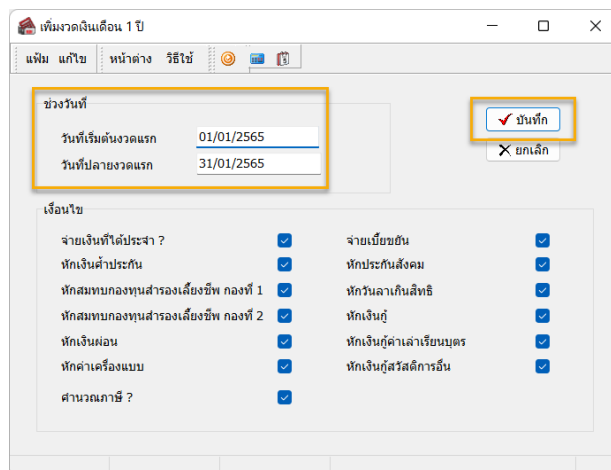 เพิ่มงวดเงินเดือน 1 ปี
แฟ้ม แก้ไข หน้าต่าง วิธีใช้
ช่วงวันที่
วันที่เริ่มต้นงวดแรก 01/01/2565
วันที่ปลายงวดแรก 31/01/2565
บันทึก
ยกเลิก
เงื่อนไข
จ่ายเงินที่ได้ประจำ ? จ่ายเบี้ยขยัน
หักเงินค้ำประกัน หักประกันสังคม
หักสมทบกองทุนสำรองเลี้ยงชีพ กองที่ 1 หักวันลาเกินสิทธิ
หักสมทบกองทุนสำรองเลี้ยงชีพ กองที่ 2 หักเงินกู้
หักเงินผ่อน หักเงินกู้ค่าเล่าเรียนบุตร
หักค่าเครื่องแบบ หักเงินกู้สวัสดิการอื่น
คำนวณภาษี ?